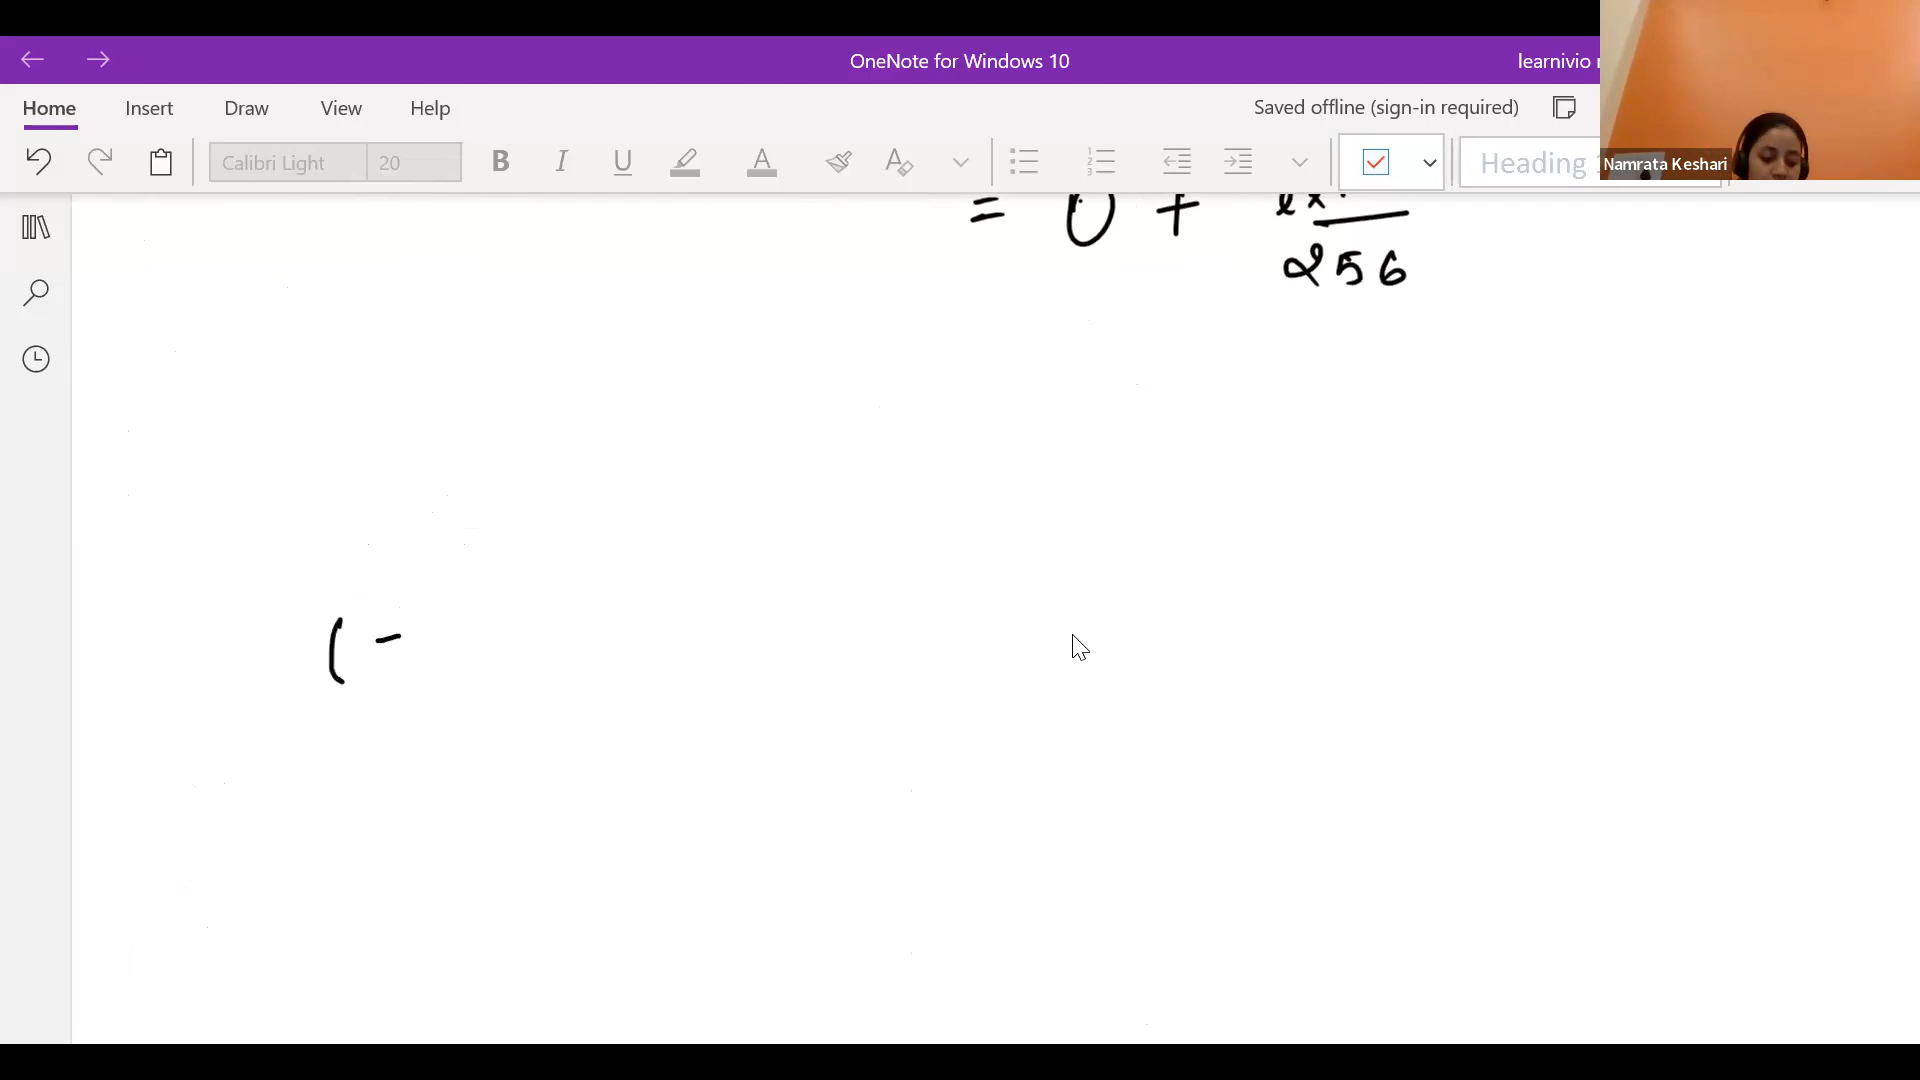 OneNote for Windows 10
learnivio
Home Insert Draw View Help
Saved offline (sign-in required)
Calibri Light 20 B I U A A
Heading
Namrata Keshari
= 0 +
256
( -